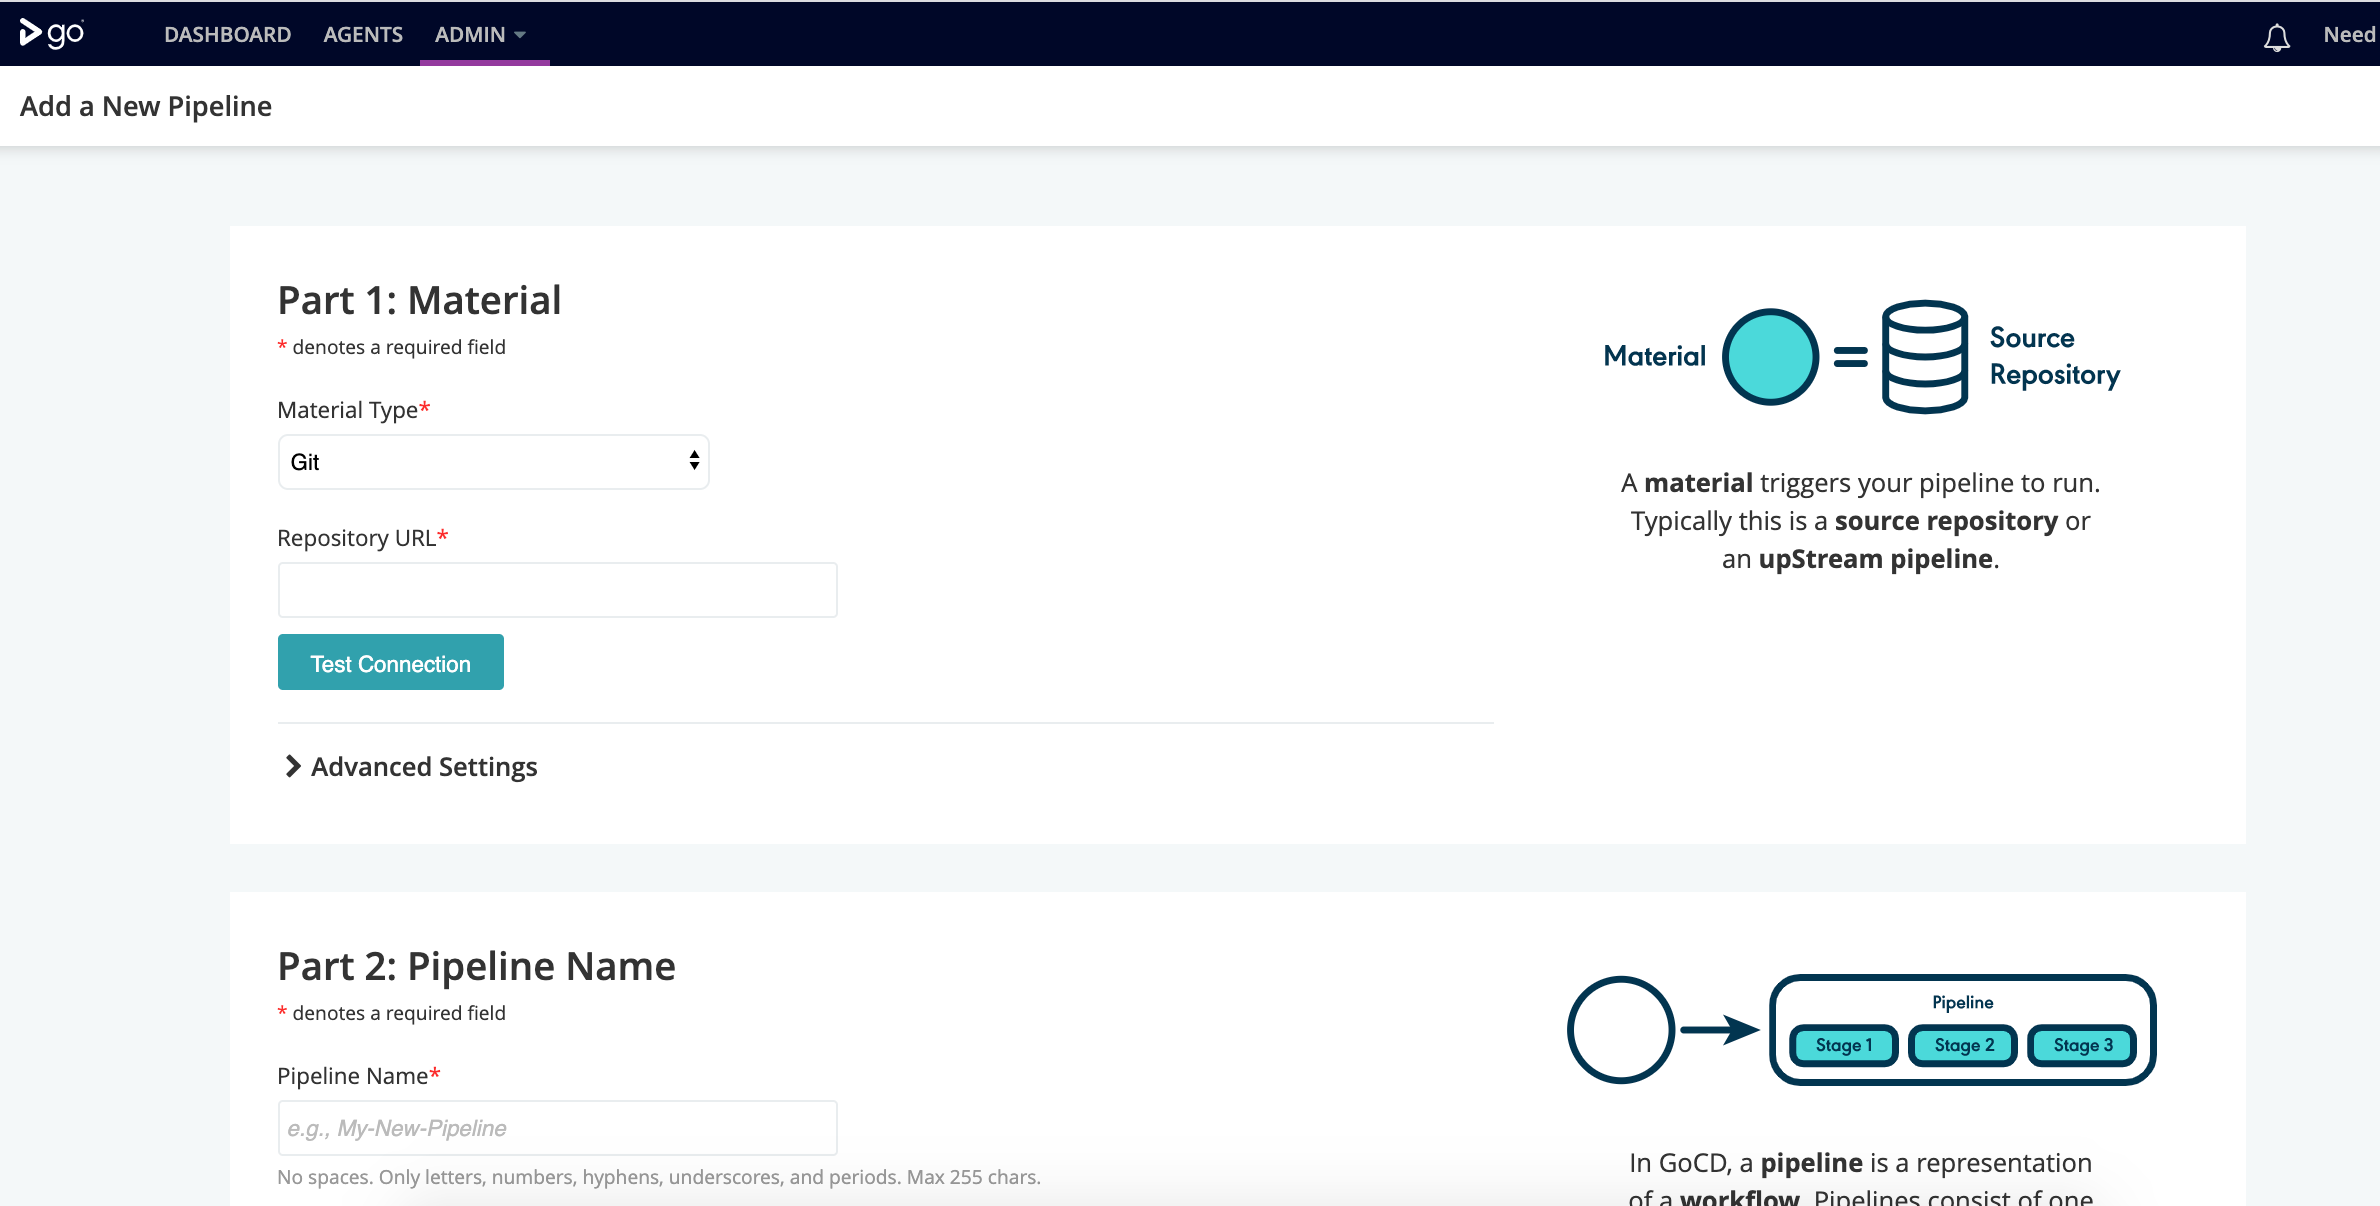 go
DASHBOARD
AGENTS
ADMIN
Need
Add a New Pipeline
Part 1: Material
* denotes a required field
Material Type*
Git
Repository URL*
Test Connection
Advanced Settings
Material
=
Source
Repository
A material triggers your pipeline to run.
Typically this is a source repository or
an upStream pipeline.
Part 2: Pipeline Name
* denotes a required field
Pipeline Name*
e.g., My-New-Pipeline
No spaces. Only letters, numbers, hyphens, underscores, and periods. Max 255 chars.
Pipeline
Stage 1
Stage 2
Stage 3
In GoCD, a pipeline is a representation
of a workflow. Pipelines consist of one